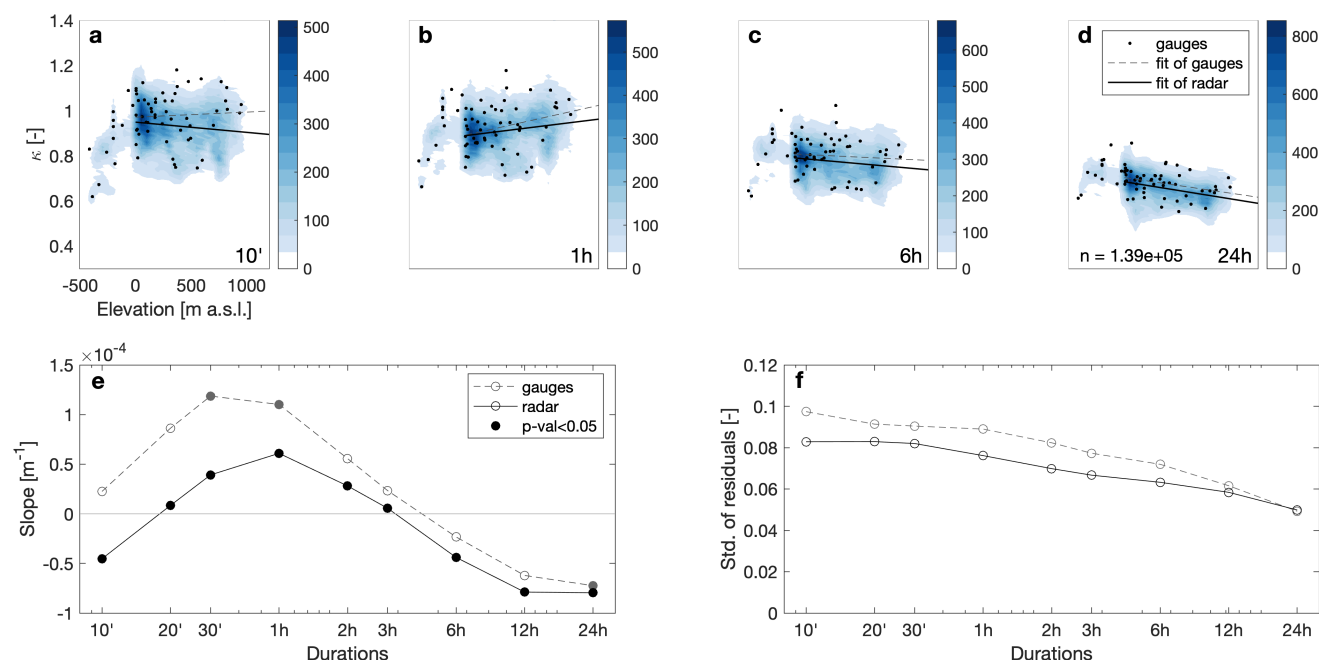 a
1.4
1.2
1
0.8
0.6
0.4
κ [-]
10'
-500 0 500 1000
Elevation [m a.s.l.]
500
400
300
200
100
0
b
1h
500
400
300
200
100
0
c
6h
600
500
400
300
200
100
0
d
gauges
fit of gauges
fit of radar
n = 1.39e+05 24h
800
600
400
200
0
×10-4
e
1.5
1
0.5
0
-0.5
-1
Slope [m-1]
gauges
radar
p-val<0.05
10' 20' 30' 1h 2h 3h 6h 12h 24h
Durations
f
0.12
0.1
0.08
0.06
0.04
0.02
0
Std. of residuals [-]
10' 20' 30' 1h 2h 3h 6h 12h 24h
Durations